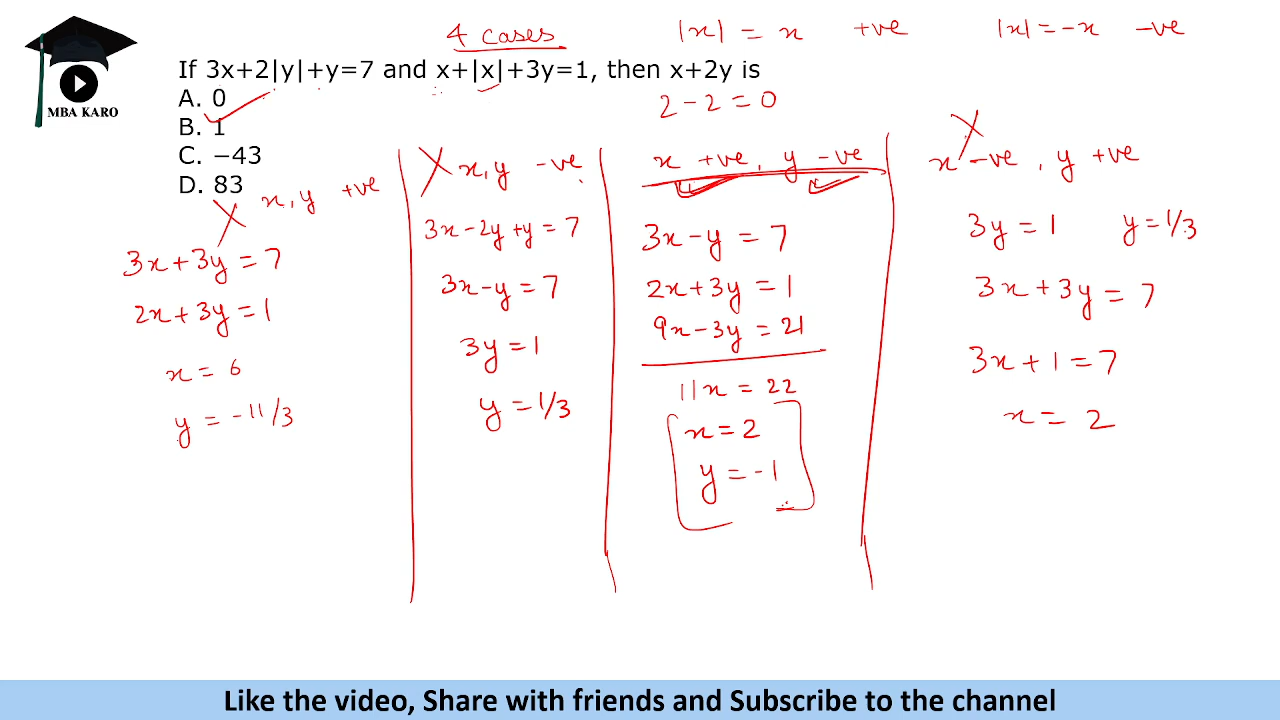 4 cases
|x| = x +ve
|x| = -x -ve
If 3x+2|y|+y=7 and x+|x|+3y=1, then x+2y is
A. 0
B. 1
C. −43
D. 83
MBA KARO
2 - 2 = 0
x, y +ve
3x + 3y = 7
2x + 3y = 1
x = 6
y = -11/3
x, y -ve
3x - 2y + y = 7
3x - y = 7
3y = 1
y = 1/3
x +ve, y -ve
3x - y = 7
2x + 3y = 1
9x - 3y = 21
11x = 22
x = 2
y = -1
x -ve, y +ve
3y = 1 y = 1/3
3x + 3y = 7
3x + 1 = 7
x = 2
Like the video, Share with friends and Subscribe to the channel